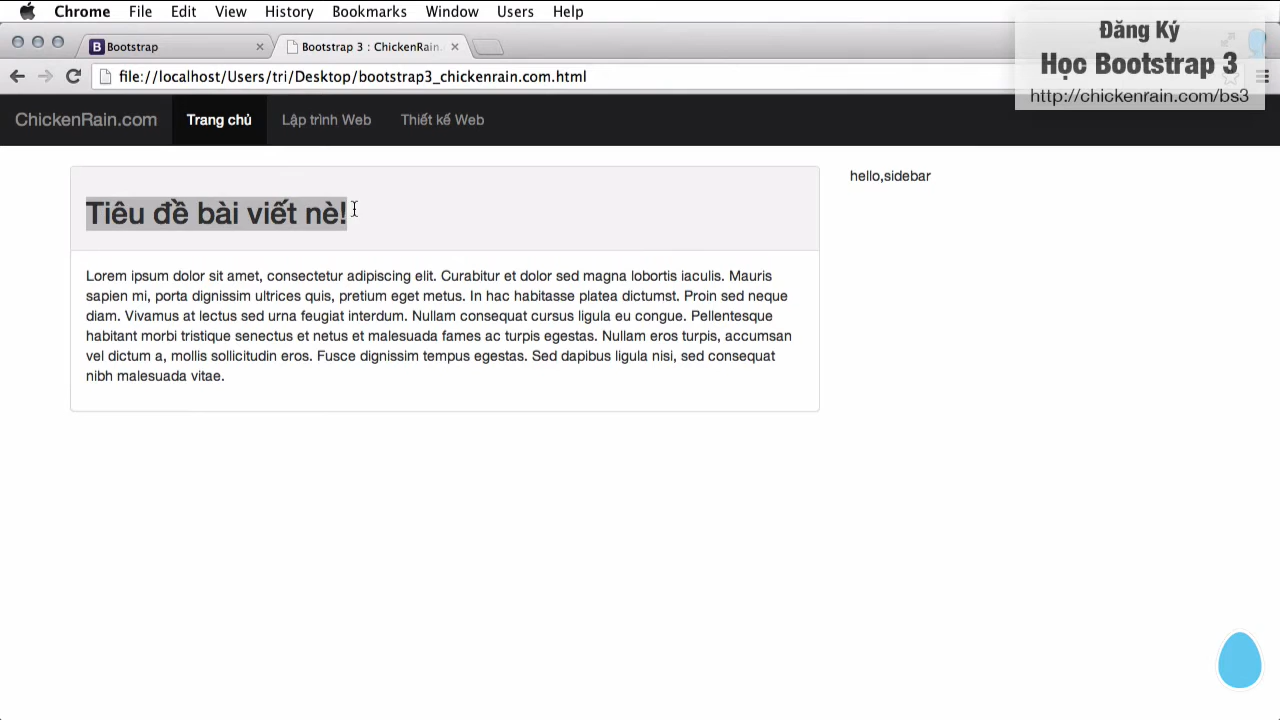 Chrome File Edit View History Bookmarks Window Users Help
Đăng Ký
Học Bootstrap 3
http://chickenrain.com/bs3
Bootstrap
Bootstrap 3 : ChickenRain.
file://localhost/Users/tri/Desktop/bootstrap3_chickenrain.com.html
ChickenRain.com Trang chủ Lập trình Web Thiết kế Web
Tiêu đề bài viết nè!
hello,sidebar
Lorem ipsum dolor sit amet, consectetur adipiscing elit. Curabitur et dolor sed magna lobortis iaculis. Mauris
sapien mi, porta dignissim ultrices quis, pretium eget metus. In hac habitasse platea dictumst. Proin sed neque
diam. Vivamus at lectus sed urna feugiat interdum. Nullam consequat cursus ligula eu congue. Pellentesque
habitant morbi tristique senectus et netus et malesuada fames ac turpis egestas. Nullam eros turpis, accumsan
vel dictum a, mollis sollicitudin eros. Fusce dignissim tempus egestas. Sed dapibus ligula nisi, sed consequat
nibh malesuada vitae.